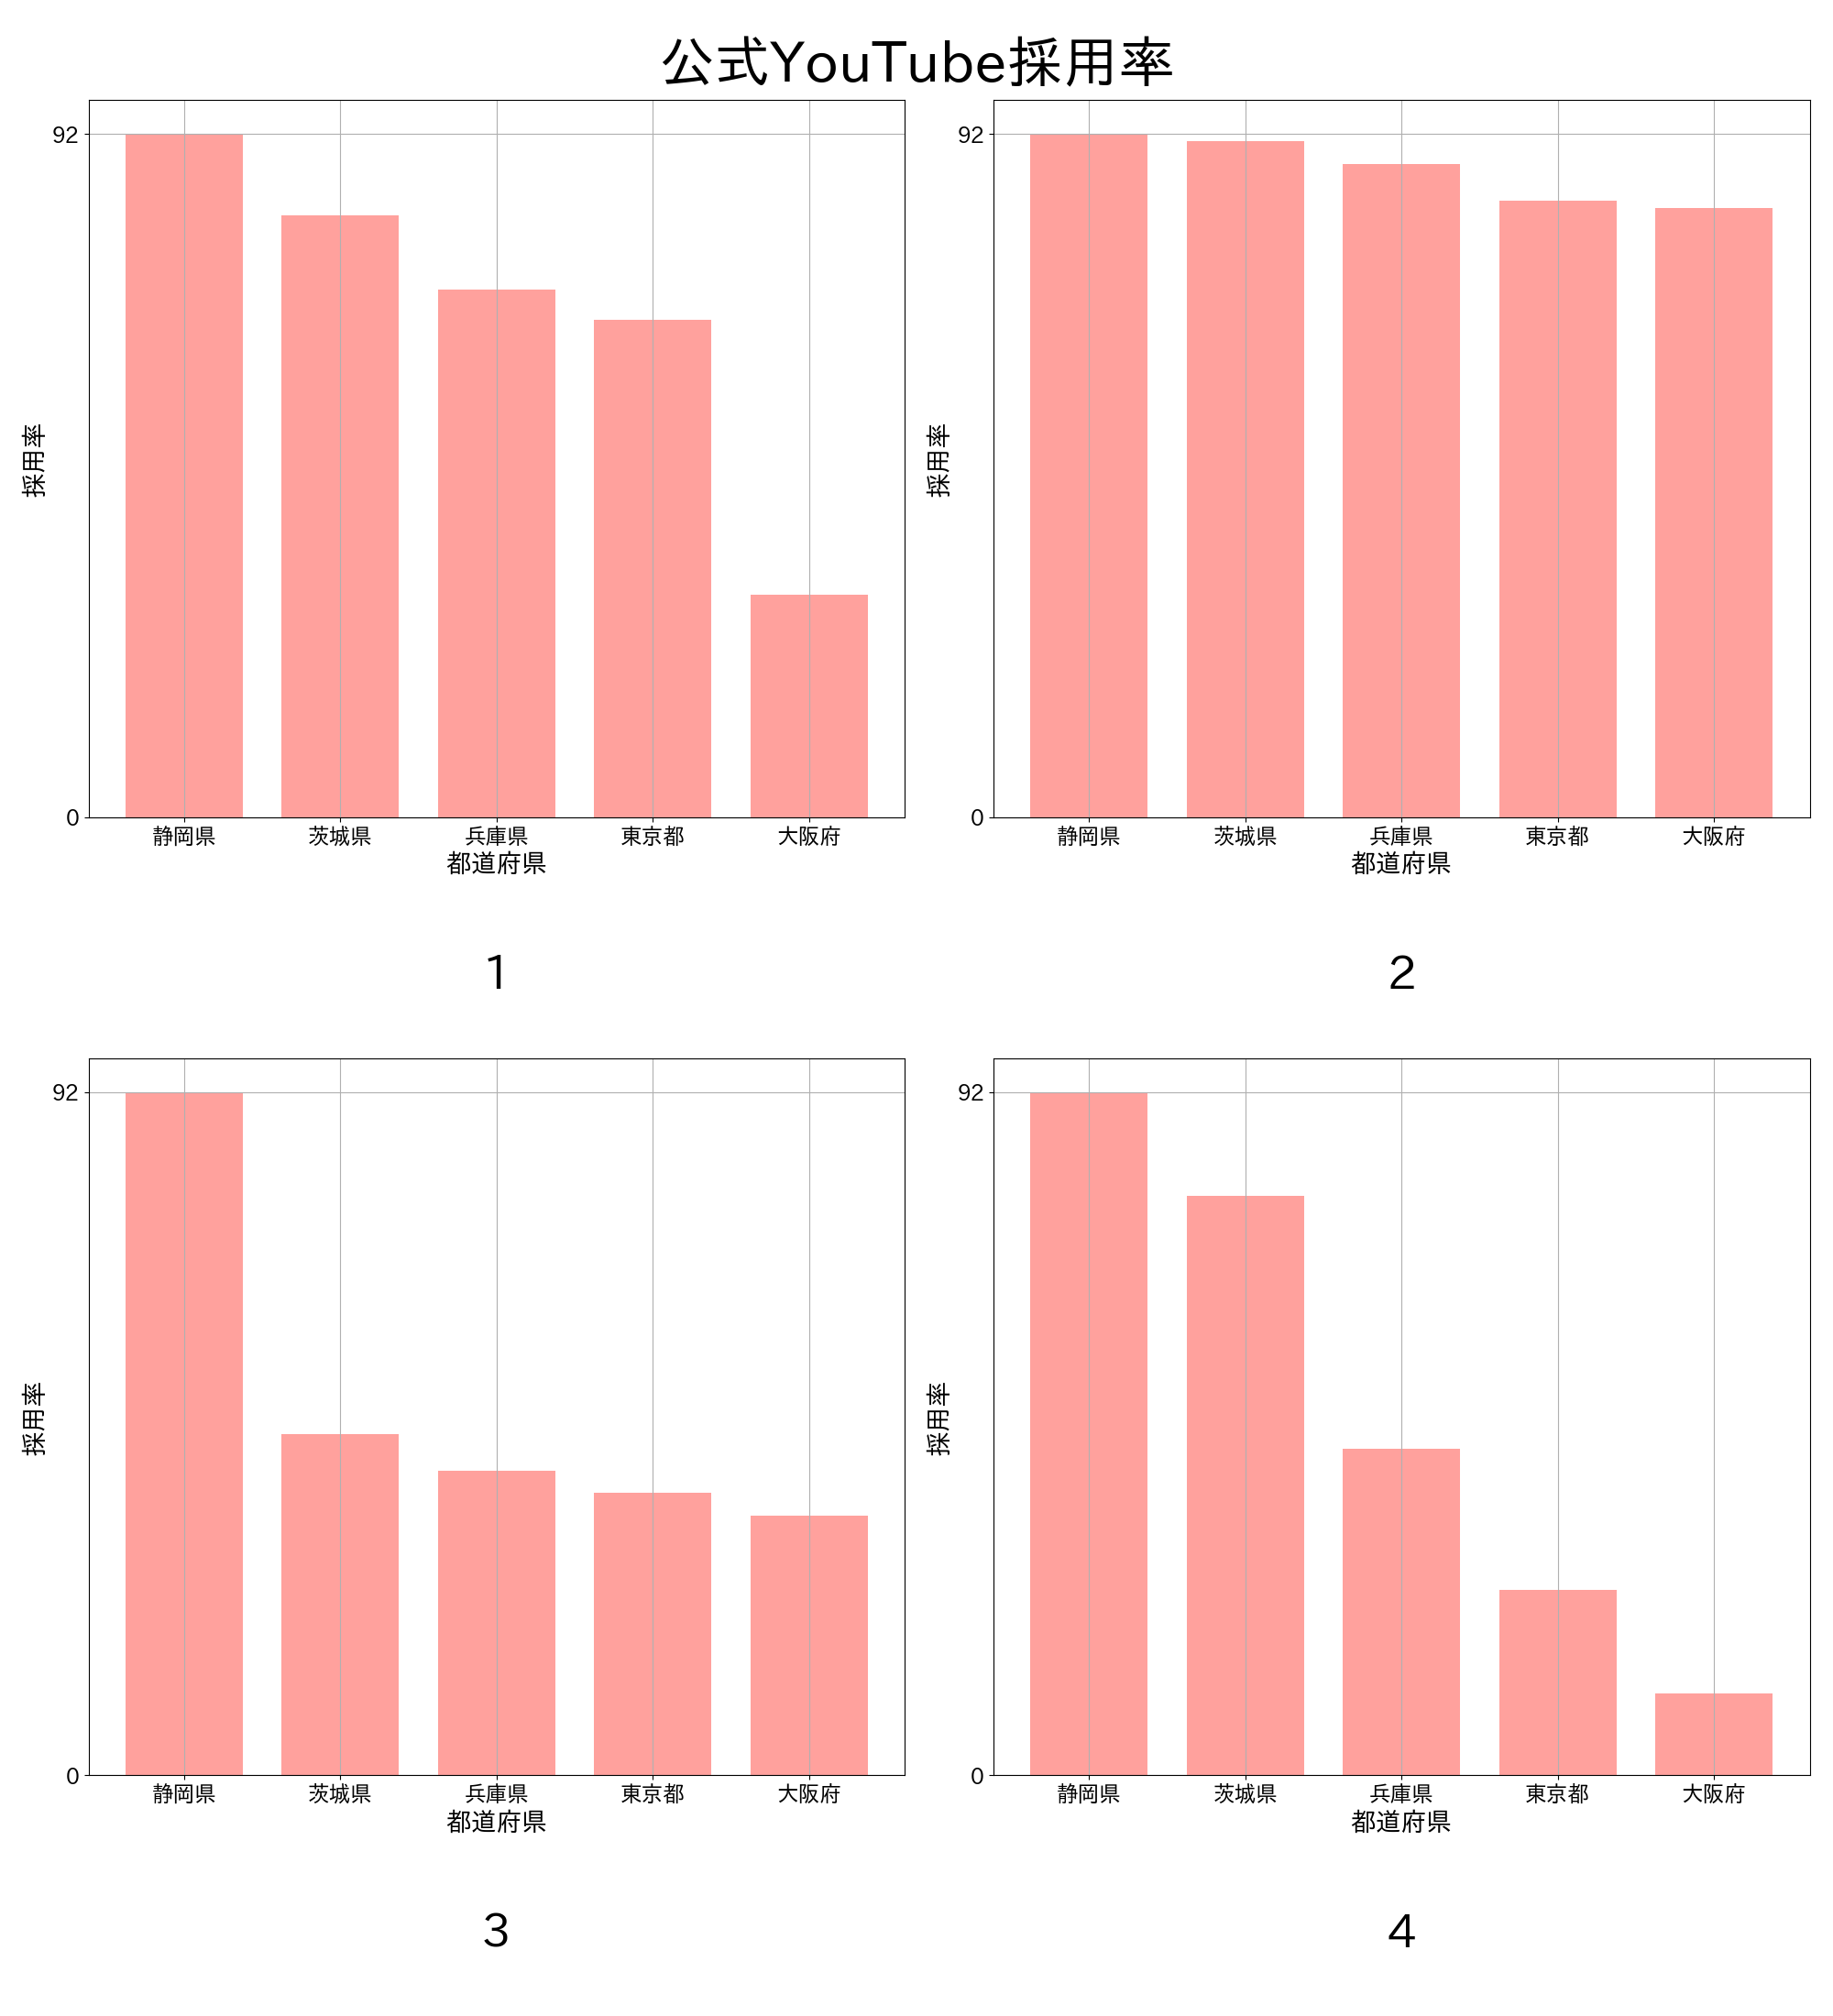 公式YouTube採用率
92
採用率
0
静岡県 茨城県 兵庫県 東京都 大阪府
都道府県
1
92
採用率
0
静岡県 茨城県 兵庫県 東京都 大阪府
都道府県
2
92
採用率
0
静岡県 茨城県 兵庫県 東京都 大阪府
都道府県
3
92
採用率
0
静岡県 茨城県 兵庫県 東京都 大阪府
都道府県
4